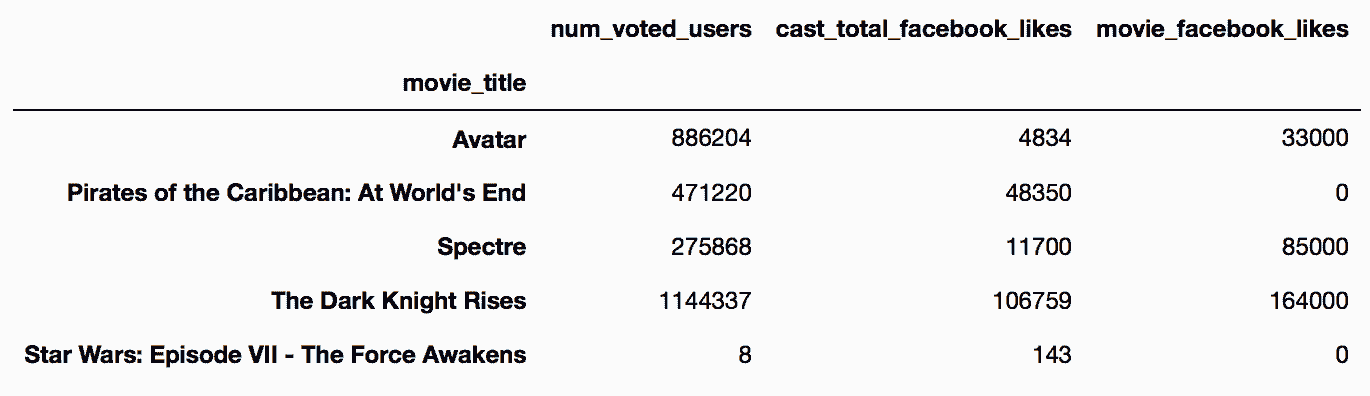 num_voted_users cast_total_facebook_likes movie_facebook_likes
movie_title
Avatar 886204 4834 33000
Pirates of the Caribbean: At World's End 471220 48350 0
Spectre 275868 11700 85000
The Dark Knight Rises 1144337 106759 164000
Star Wars: Episode VII - The Force Awakens 8 143 0